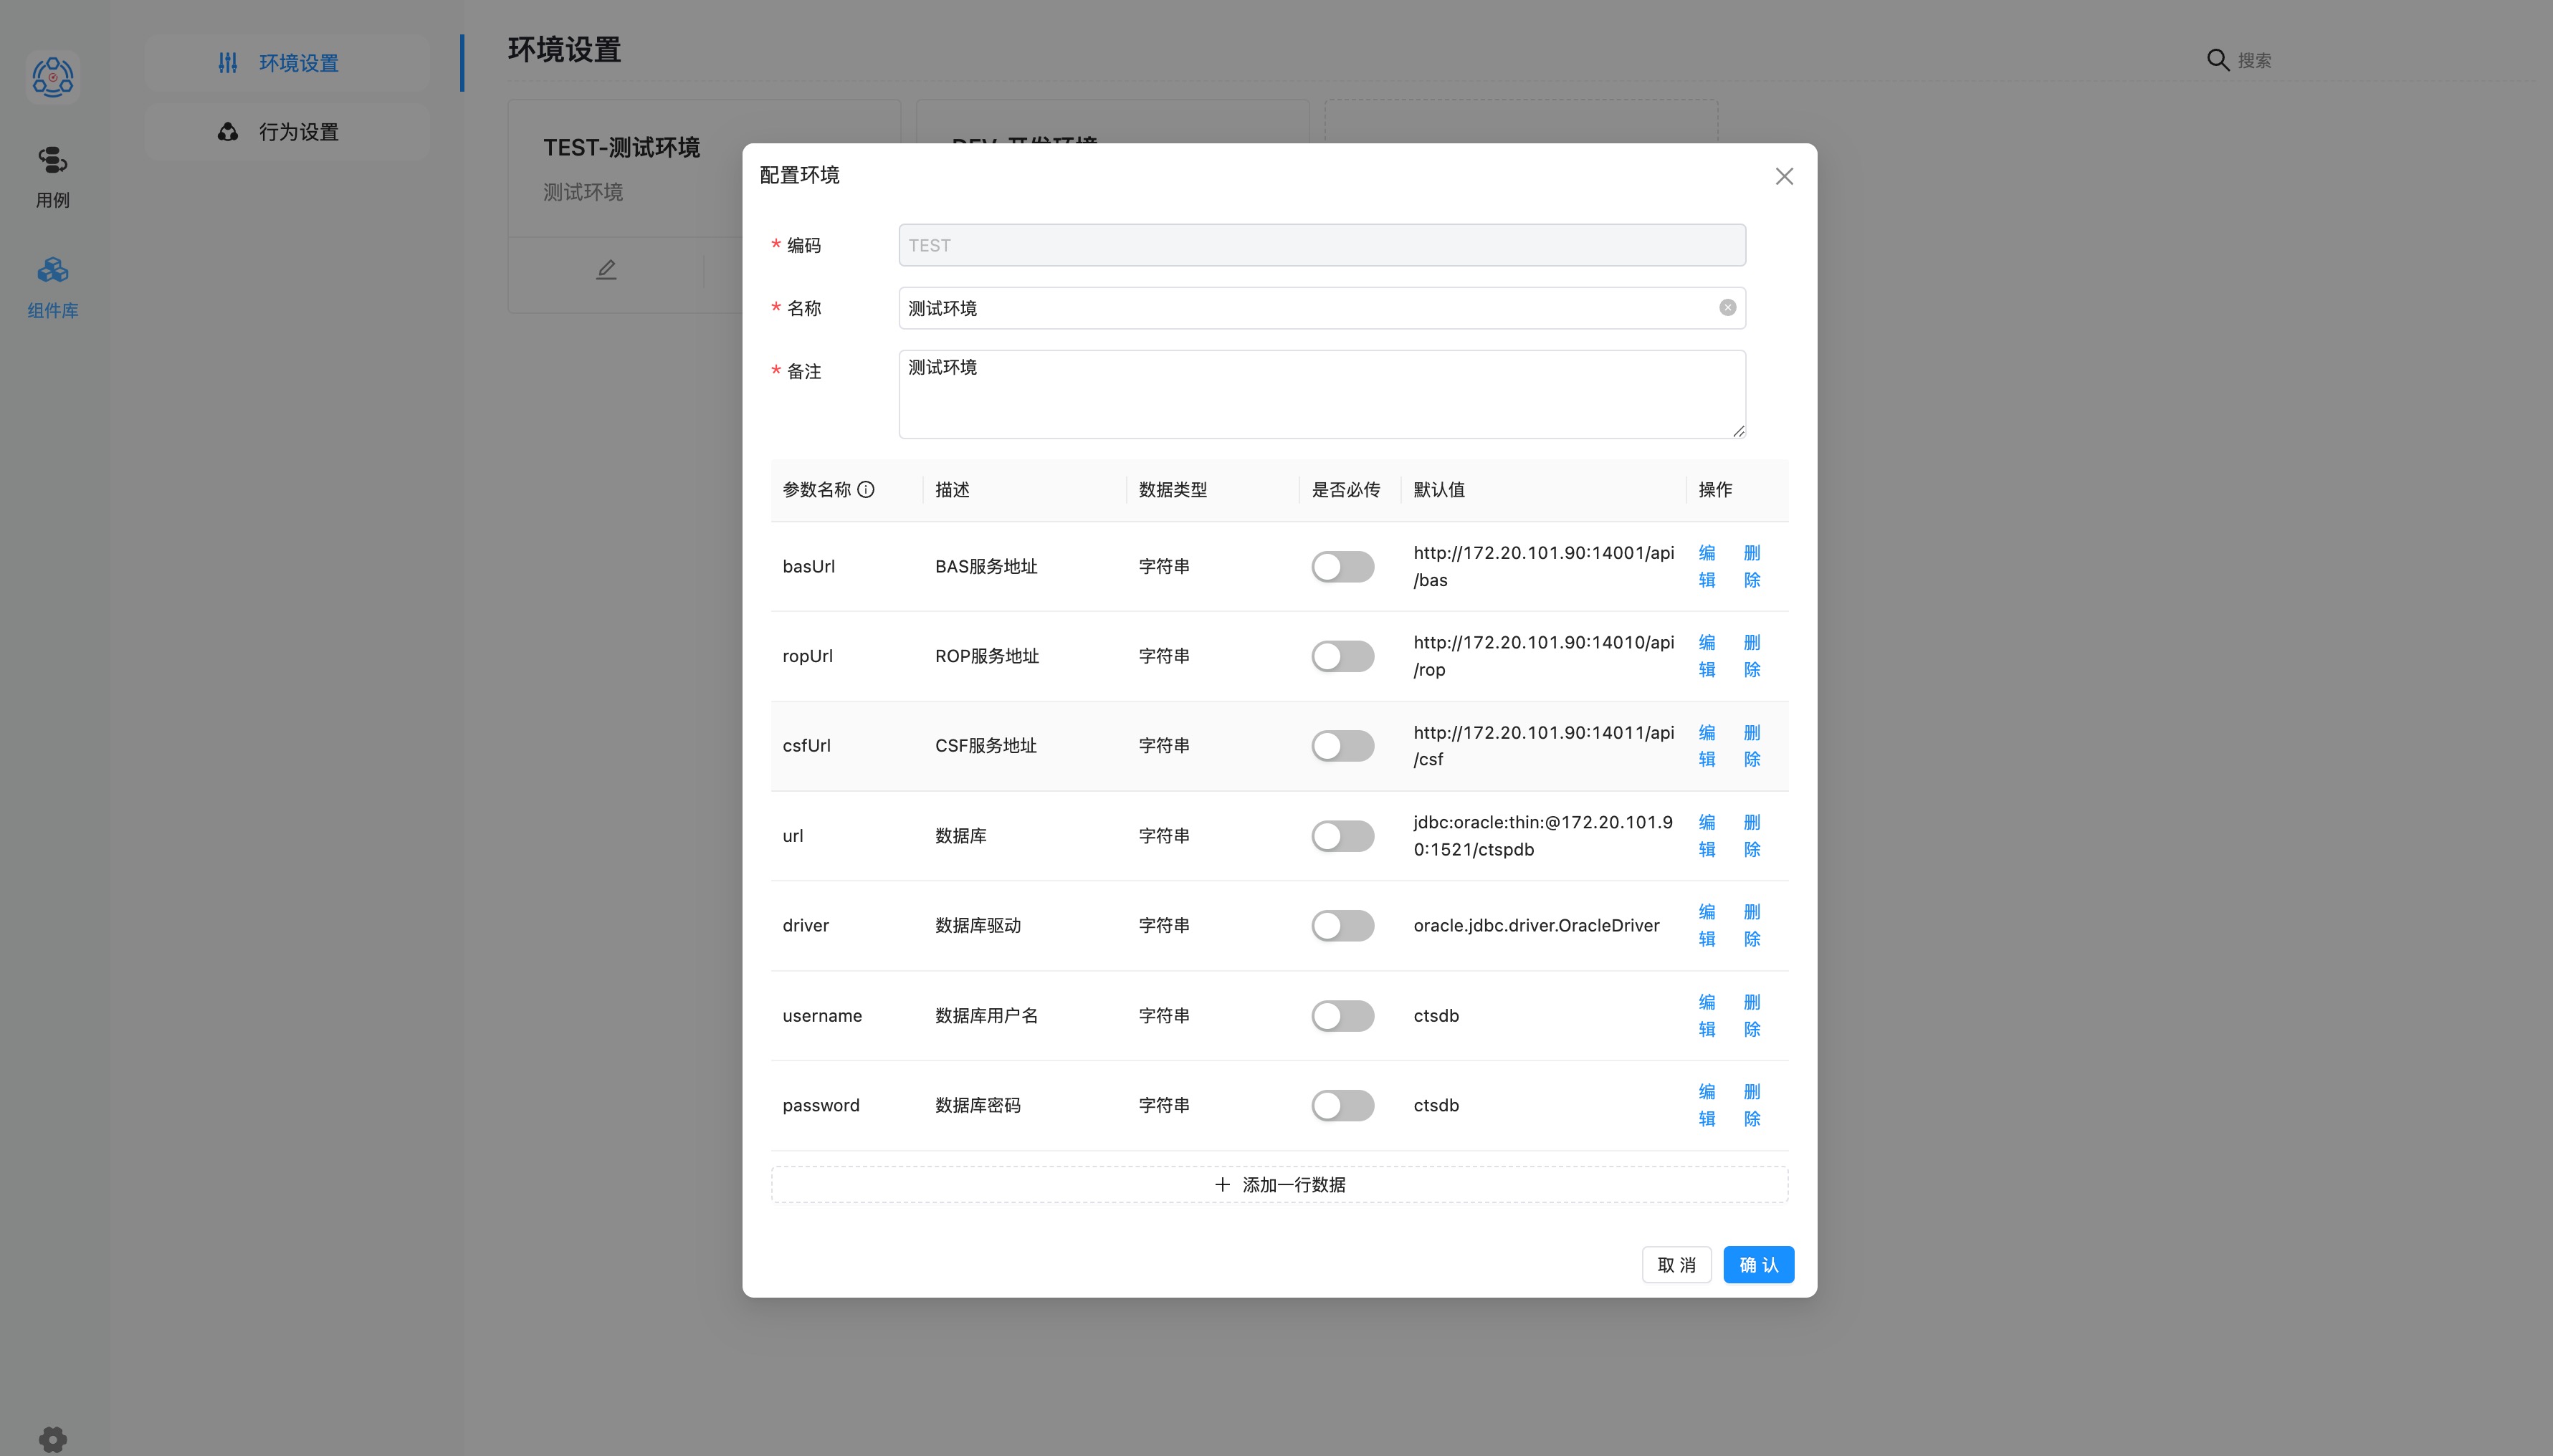 环境设置
行为设置
用例
组件库
环境设置
搜索
TEST-测试环境
测试环境
DEV-开发环境
配置环境
* 编码
TEST
* 名称
测试环境
* 备注
测试环境
参数名称 描述 数据类型 是否必传 默认值 操作
basUrl BAS服务地址 字符串 http://172.20.101.90:14001/api
/bas
编辑 删除
ropUrl ROP服务地址 字符串 http://172.20.101.90:14010/api
/rop
编辑 删除
csfUrl CSF服务地址 字符串 http://172.20.101.90:14011/api
/csf
编辑 删除
url 数据库 字符串 jdbc:oracle:thin:@172.20.101.9
0:1521/ctspdb
编辑 删除
driver 数据库驱动 字符串 oracle.jdbc.driver.OracleDriver 编辑 删除
username 数据库用户名 字符串 ctsdb 编辑 删除
password 数据库密码 字符串 ctsdb 编辑 删除
+ 添加一行数据
取 消
确 认